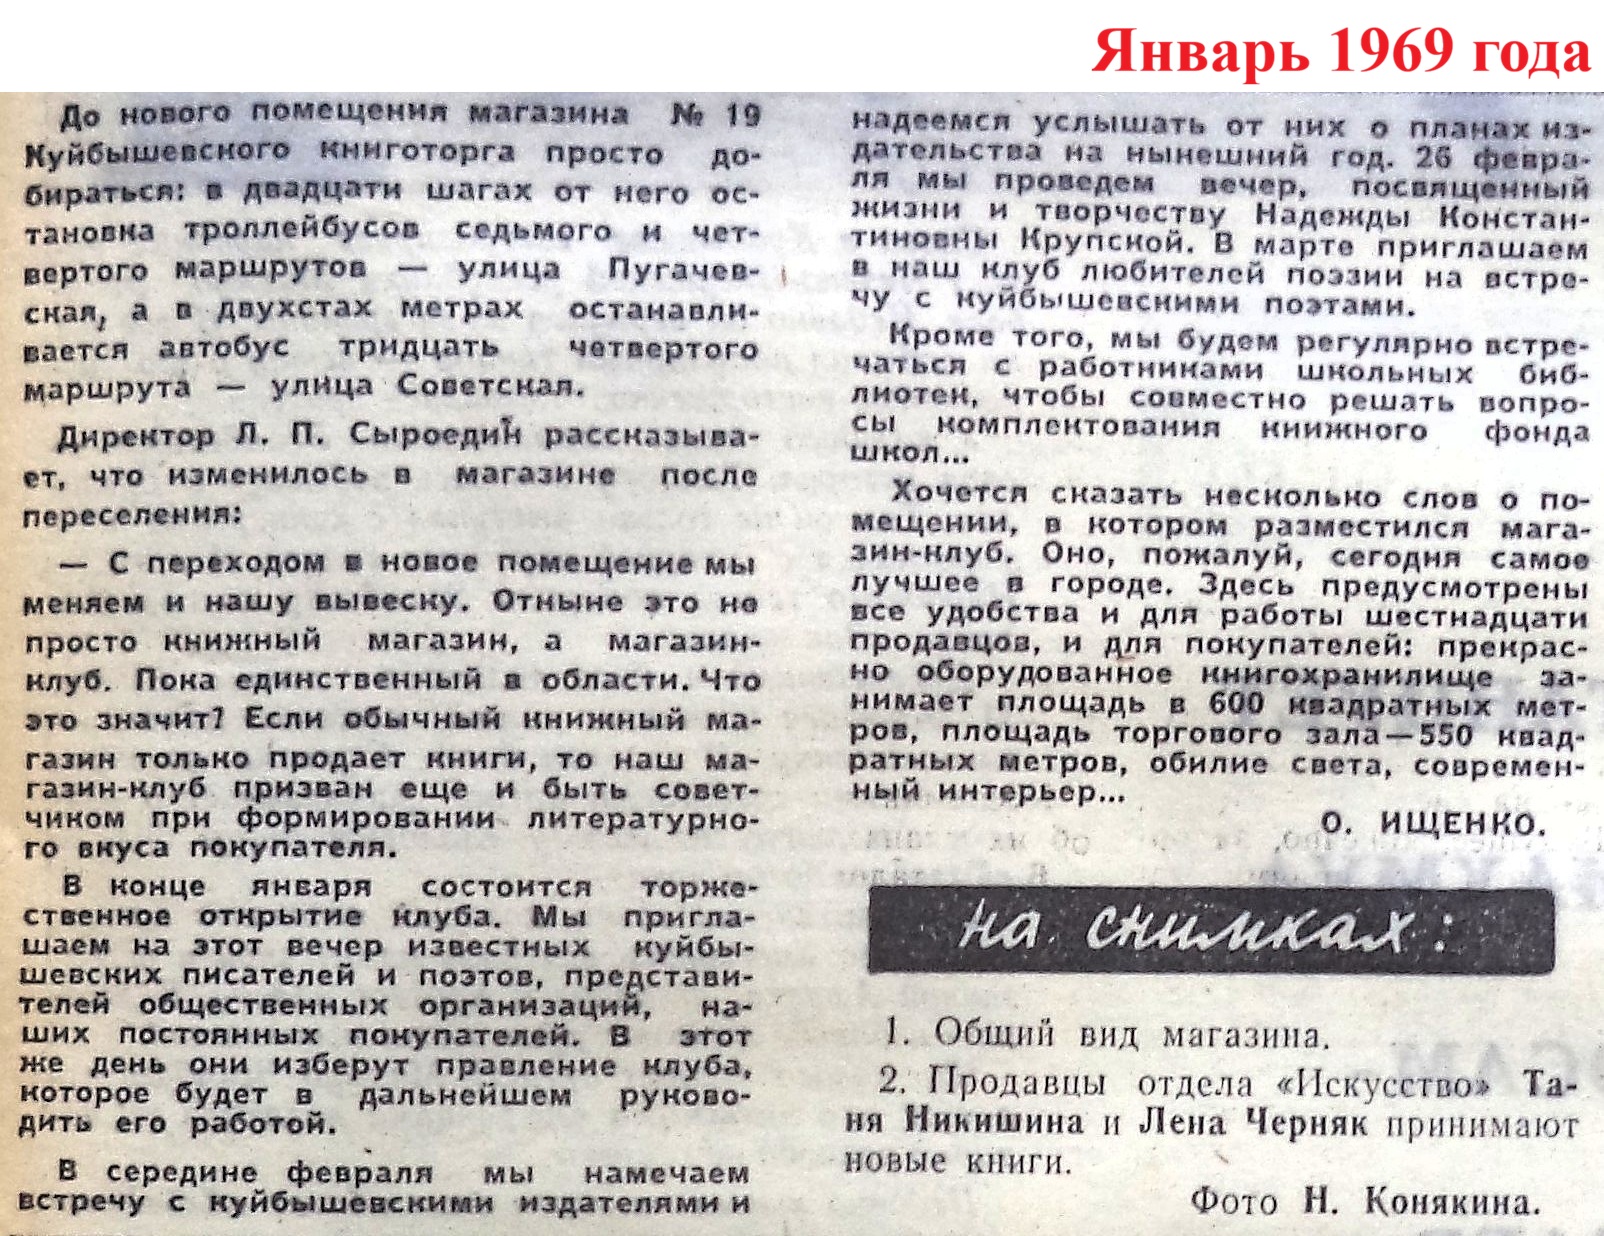 Январь 1969 года
До нового помещения магазина № 19
Куйбышевского книготорга просто до-
бираться: в двадцати шагах от него ос-
тановка троллейбусов седьмого и чет-
вертого маршрутов — улица Пугачев-
ская, а в двухстах метрах останавли-
вается автобус тридцать четвертого
маршрута — улица Советская.
Директор Л. П. Сыроедин рассказыва-
ет, что изменилось в магазине после
переселения:
— С переходом в новое помещение мы
меняем и нашу вывеску. Отныне это не
просто книжный магазин, а магазин-
клуб. Пока единственный в области. Что
это значит? Если обычный книжный ма-
газин только продает книги, то наш ма-
газин-клуб призван еще и быть совет-
чиком при формировании литературно-
го вкуса покупателя.
В конце января состоится торже-
ственное открытие клуба. Мы пригла-
шаем на этот вечер известных куйбы-
шевских писателей и поэтов, представи-
телей общественных организаций, на-
ших постоянных покупателей. В этот
же день они изберут правление клуба,
которое будет в дальнейшем руково-
дить его работой.
В середине февраля мы намечаем
встречу с куйбышевскими издателями и
надеемся услышать от них о планах из-
дательства на нынешний год. 26 февра-
ля мы проведем вечер, посвященный
жизни и творчеству Надежды Констан-
тиновны Крупской. В марте приглашаем
в наш клуб любителей поэзии на встре-
чу с куйбышевскими поэтами.
Кроме того, мы будем регулярно встре-
чаться с работниками школьных биб-
лиотек, чтобы совместно решать вопро-
сы комплектования книжного фонда
школ...
Хочется сказать несколько слов о по-
мещении, в котором разместился мага-
зин-клуб. Оно, пожалуй, сегодня самое
лучшее в городе. Здесь предусмотрены
все удобства и для работы шестнадцати
продавцов, и для покупателей: прекрас-
но оборудованное книгохранилище за-
нимает площадь в 600 квадратных мет-
ров, площадь торгового зала—550 квад-
ратных метров, обилие света, современ-
ный интерьер...
О. ИЩЕНКО.
на снимках:
1. Общий вид магазина.
2. Продавцы отдела «Искусство» Та-
ня Никишина и Лена Черняк принимают
новые книги.
Фото Н. Конякина.